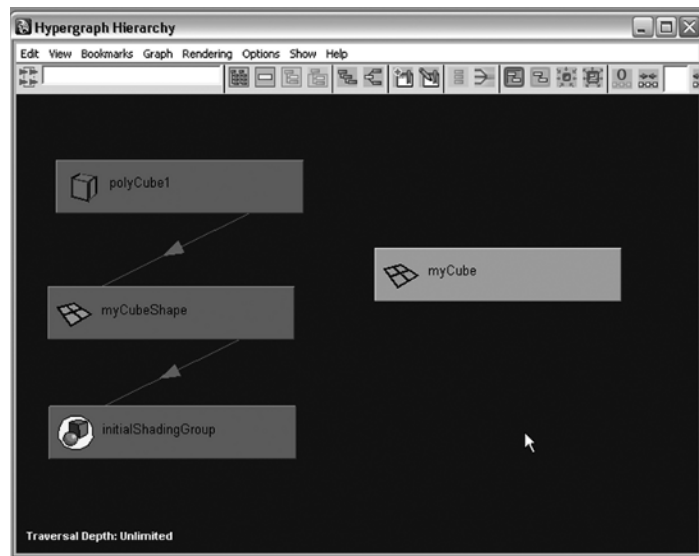 Hypergraph Hierarchy
Edit View Bookmarks Graph Rendering Options Show Help
polyCube1
myCube
myCubeShape
initialShadingGroup
Traversal Depth: Unlimited